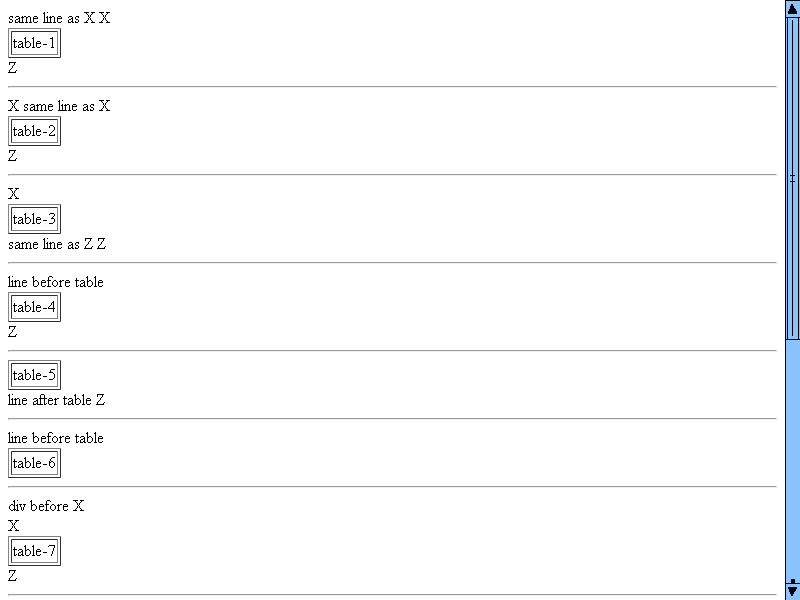 same line as X X
table-1
Z
X same line as X
table-2
Z
X
table-3
same line as Z Z
line before table
table-4
Z
table-5
line after table Z
line before table
table-6
div before X
X
table-7
Z